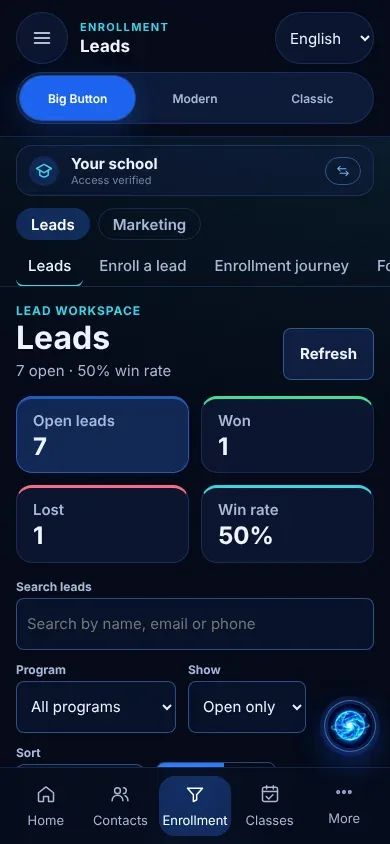 ENROLLMENT
Leads
English
Big Button
Modern
Classic
Your school
Access verified
Leads
Marketing
Leads
Enroll a lead
Enrollment journey
Fo
LEAD WORKSPACE
Leads
7 open · 50% win rate
Refresh
Open leads
7
Won
1
Lost
1
Win rate
50%
Search leads
Search by name, email or phone
Program
Show
All programs
Open only
Sort
Home
Contacts
Enrollment
Classes
More